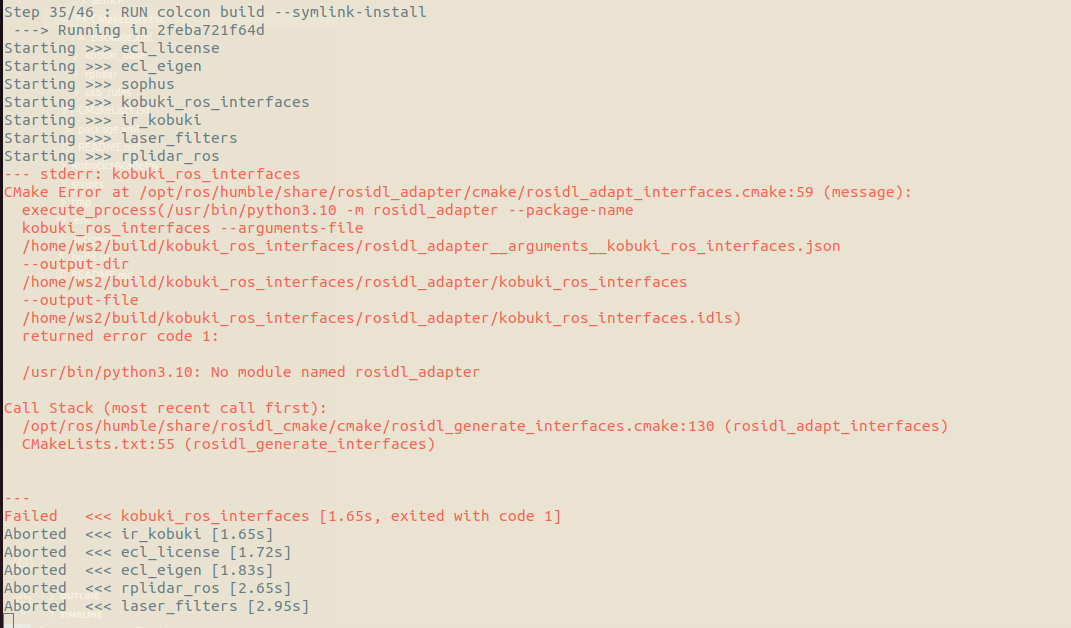 Step 35/46 : RUN colcon build --symlink-install
 ---> Running in 2feba721f64d
Starting >>> ecl_license
Starting >>> ecl_eigen
Starting >>> sophus
Starting >>> kobuki_ros_interfaces
Starting >>> ir_kobuki
Starting >>> laser_filters
Starting >>> rplidar_ros
--- stderr: kobuki_ros_interfaces
CMake Error at /opt/ros/humble/share/rosidl_adapter/cmake/rosidl_adapt_interfaces.cmake:59 (message):
  execute_process(/usr/bin/python3.10 -m rosidl_adapter --package-name
  kobuki_ros_interfaces --arguments-file
  /home/ws2/build/kobuki_ros_interfaces/rosidl_adapter__arguments__kobuki_ros_interfaces.json
  --output-dir
  /home/ws2/build/kobuki_ros_interfaces/rosidl_adapter/kobuki_ros_interfaces
  --output-file
  /home/ws2/build/kobuki_ros_interfaces/rosidl_adapter/kobuki_ros_interfaces.idls)
  returned error code 1:
  /usr/bin/python3.10: No module named rosidl_adapter
Call Stack (most recent call first):
  /opt/ros/humble/share/rosidl_cmake/cmake/rosidl_generate_interfaces.cmake:130 (rosidl_adapt_interfaces)
  CMakeLists.txt:55 (rosidl_generate_interfaces)
---
Failed   <<< kobuki_ros_interfaces [1.65s, exited with code 1]
Aborted  <<< ir_kobuki [1.65s]
Aborted  <<< ecl_license [1.72s]
Aborted  <<< ecl_eigen [1.83s]
Aborted  <<< rplidar_ros [2.65s]
Aborted  <<< laser_filters [2.95s]
OUTLINE
TIMELINE